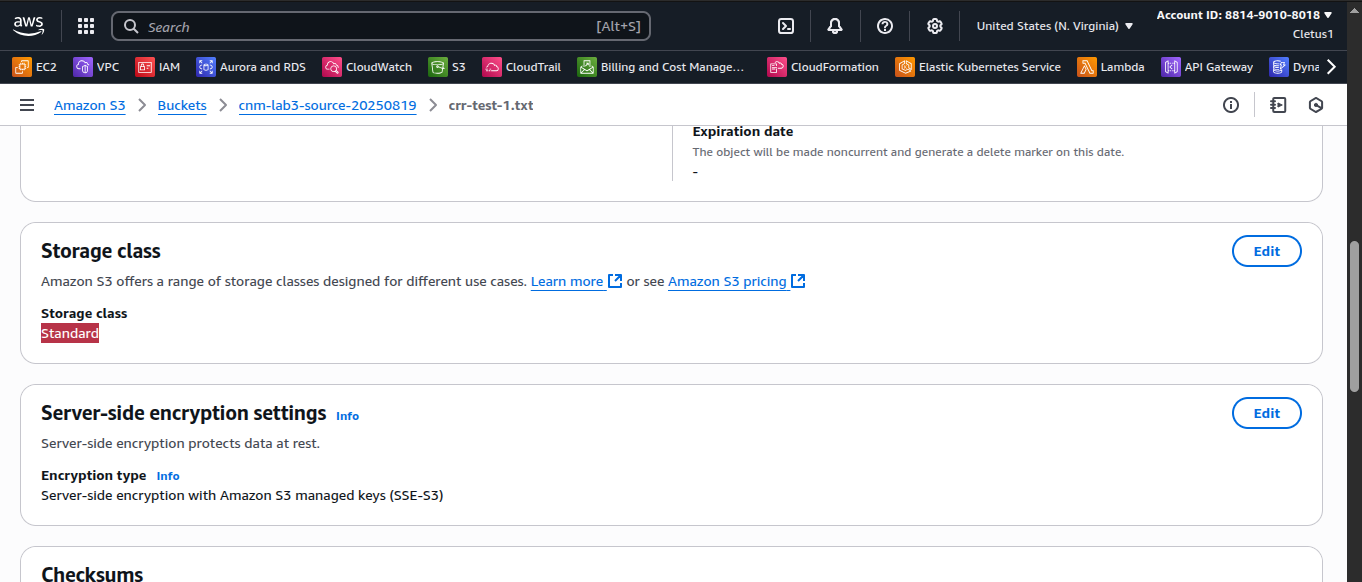 aws
Search [Alt+S]
United States (N. Virginia)
Account ID: 8814-9010-8018
Cletus1
EC2 VPC IAM Aurora and RDS CloudWatch S3 CloudTrail Billing and Cost Manage... CloudFormation Elastic Kubernetes Service Lambda API Gateway Dyna
Amazon S3 Buckets cnm-lab3-source-20250819 crr-test-1.txt
Expiration date
The object will be made noncurrent and generate a delete marker on this date.
-
Storage class
Edit
Amazon S3 offers a range of storage classes designed for different use cases. Learn more or see Amazon S3 pricing
Storage class
Standard
Server-side encryption settings Info
Edit
Server-side encryption protects data at rest.
Encryption type Info
Server-side encryption with Amazon S3 managed keys (SSE-S3)
Checksums